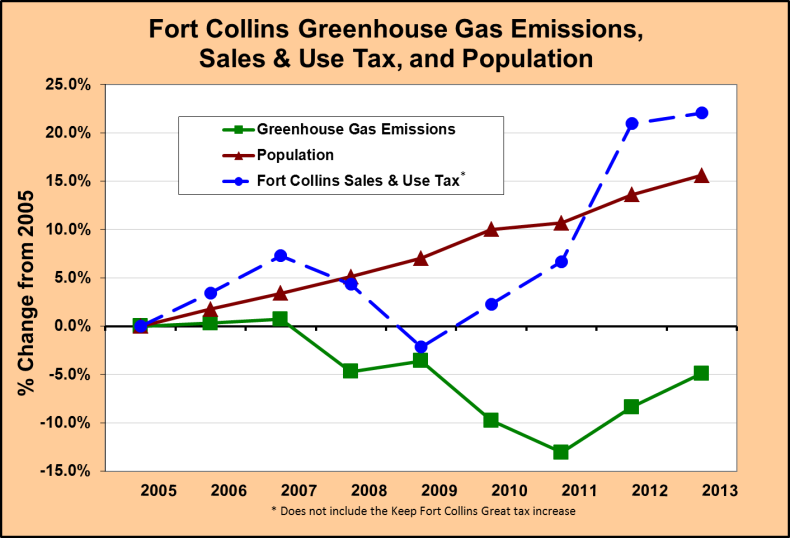 Fort Collins Greenhouse Gas Emissions,
Sales & Use Tax, and Population
25.0%
20.0%
15.0%
10.0%
5.0%
0.0%
-5.0%
-10.0%
-15.0%
% Change from 2005
Greenhouse Gas Emissions
Population
Fort Collins Sales & Use Tax*
2005 2006 2007 2008 2009 2010 2011 2012 2013
* Does not include the Keep Fort Collins Great tax increase